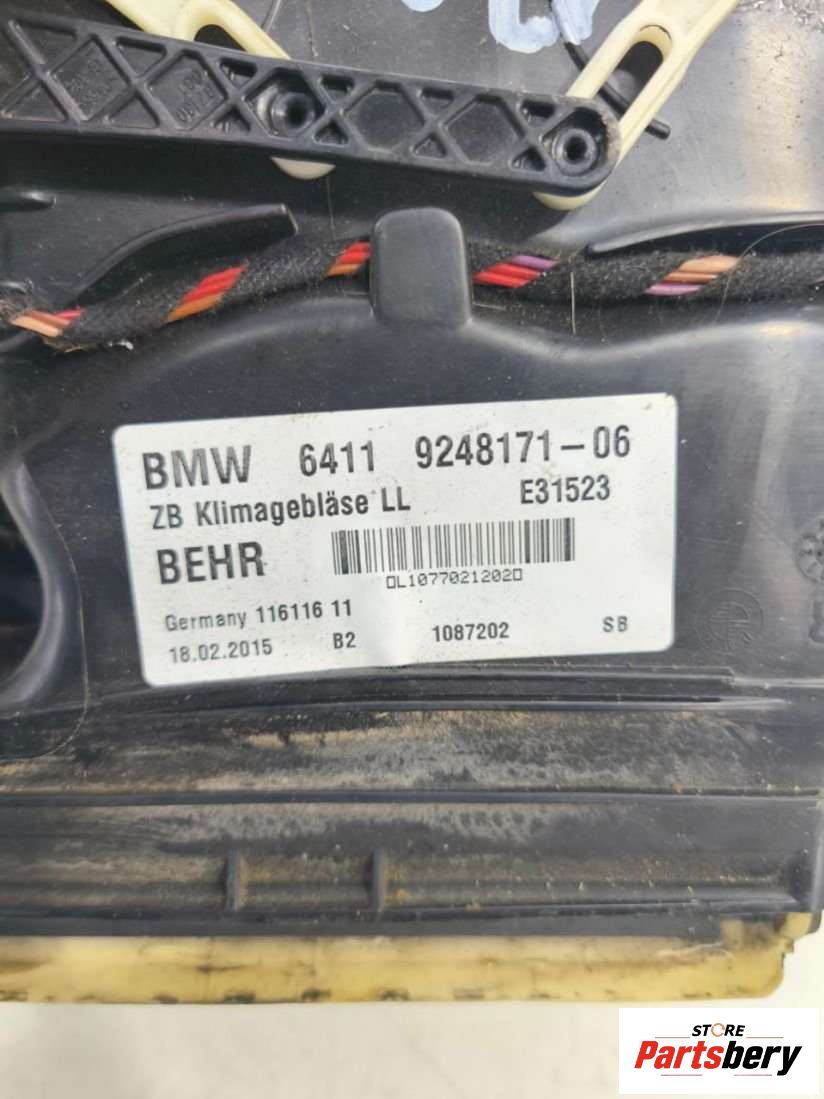 BMW 6411 9248171-06
ZB Klimagebläse LL E31523
BEHR
0L10770212020
Germany 116116 11
18.02.2015 B2 1087202 SB
STORE
Partsbery